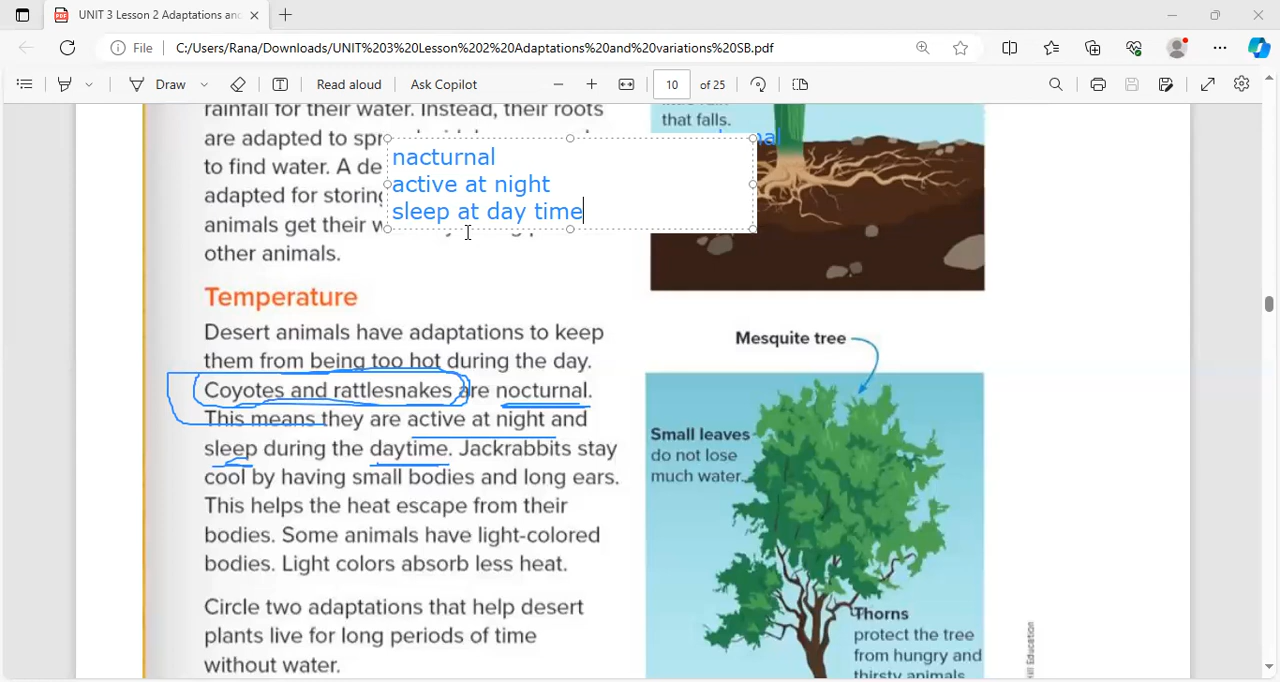 UNIT 3 Lesson 2 Adaptations an
File
C:/Users/Rana/Downloads/UNIT%203%20Lesson%202%20Adaptations%20and%20variations%20SB.pdf
Draw
Read aloud
Ask Copilot
10
of 25
rainfall for their water. Instead, their roots
are adapted to
to find water. A
adapted for storing
animals get their
other animals.
nacturnal
active at night
sleep at day time
that falls.
Temperature
Desert animals have adaptations to keep
them from being too hot during the day.
Coyotes and rattlesnakes are nocturnal.
This means they are active at night and
sleep during the daytime. Jackrabbits stay
cool by having small bodies and long ears.
This helps the heat escape from their
bodies. Some animals have light-colored
bodies. Light colors absorb less heat.
Circle two adaptations that help desert
plants live for long periods of time
without water.
Mesquite tree
Small leaves
do not lose
much water.
Thorns
protect the tree
from hungry and
thirsty animals
Education